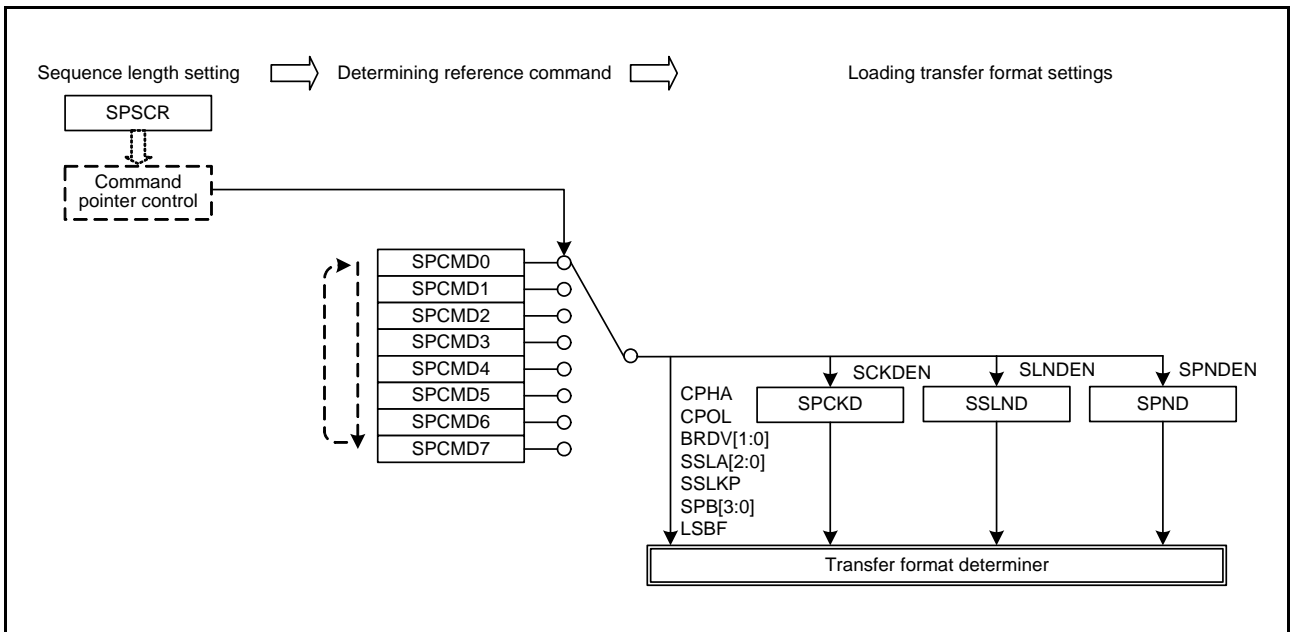 Sequence length setting
Determining reference command
Loading transfer format settings
SPSCR
Command
pointer control
SPCMD0
SPCMD1
SPCMD2
SPCMD3
SPCMD4
SPCMD5
SPCMD6
SPCMD7
CPHA
CPOL
BRDV[1:0]
SSLA[2:0]
SSLKP
SPB[3:0]
LSBF
SCKDEN
SPCKD
SLNDEN
SSLND
SPNDEN
SPND
Transfer format determiner